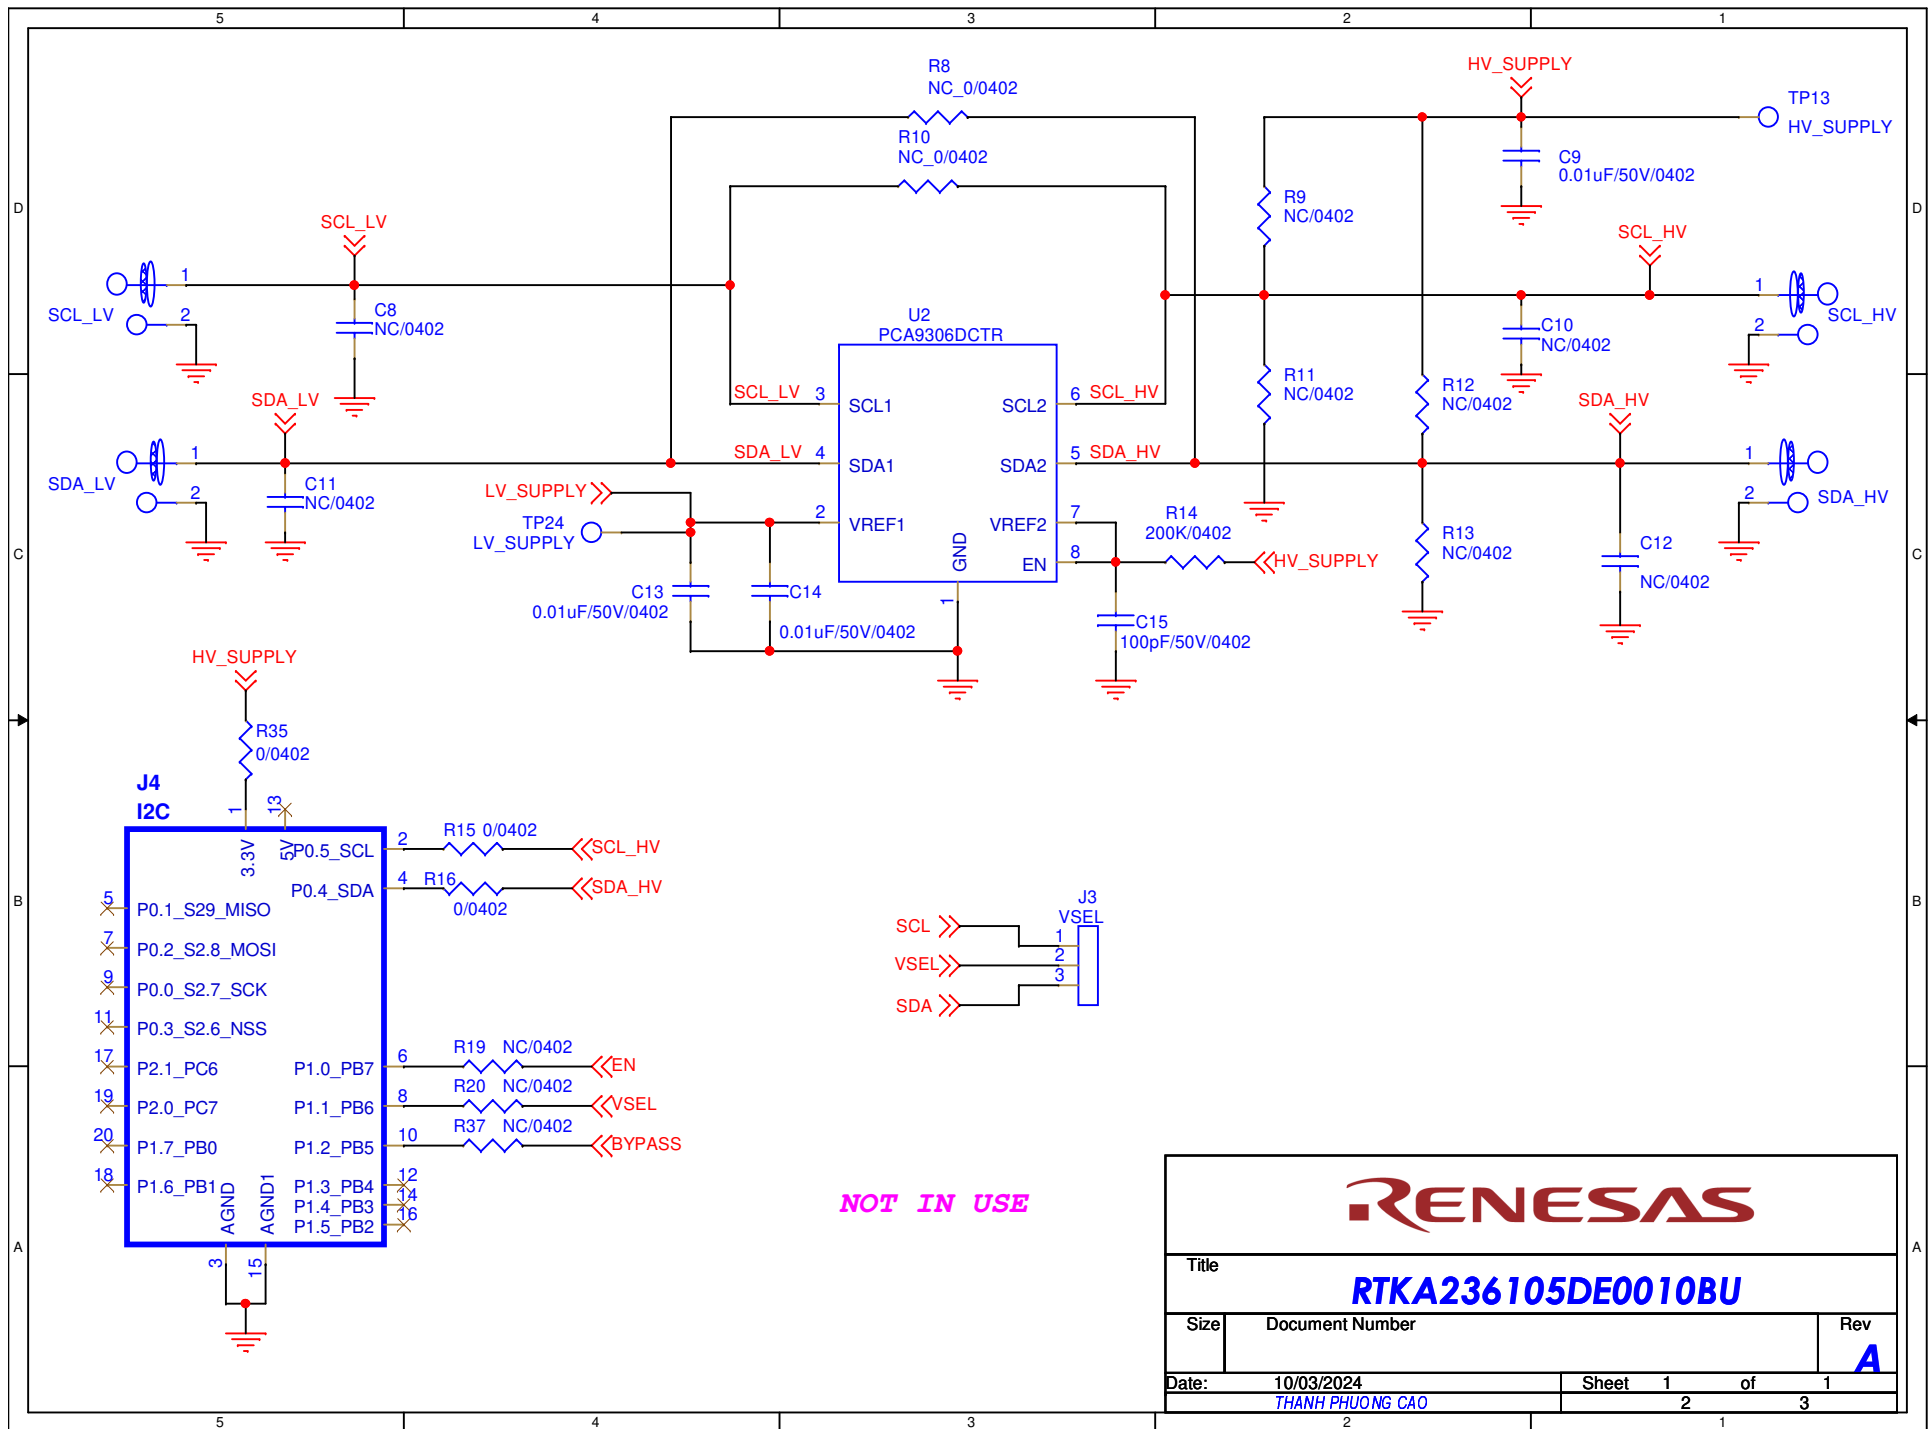 5 4 3 2 1
D
C
B
A
D
C
B
A
R8
NC_0/0402
R10
NC_0/0402
HV_SUPPLY
TP13
HV_SUPPLY
C9
0.01uF/50V/0402
R9
NC/0402
SCL_LV
SCL_HV
1
SCL_LV
2
C8
NC/0402
1
SCL_HV
2
C10
NC/0402
U2
PCA9306DCTR
SCL_LV 3 SCL1
SCL2 6 SCL_HV
R11
NC/0402
R12
NC/0402
SDA_LV
SDA_HV
1
SDA_LV
2
C11
NC/0402
SDA_LV 4 SDA1
SDA2 5 SDA_HV
1
2
SDA_HV
LV_SUPPLY
TP24
LV_SUPPLY
2 VREF1
VREF2 7
EN 8
GND
1
R14
200K/0402
HV_SUPPLY
R13
NC/0402
C12
NC/0402
C13
0.01uF/50V/0402
C14
0.01uF/50V/0402
C15
100pF/50V/0402
HV_SUPPLY
R35
0/0402
J4
I2C
1
13
3.3V
5V
P0.5_SCL 2 R15 0/0402 SCL_HV
P0.4_SDA 4 R16 SDA_HV
0/0402
5 P0.1_S29_MISO
7 P0.2_S2.8_MOSI
9 P0.0_S2.7_SCK
11 P0.3_S2.6_NSS
17 P2.1_PC6
19 P2.0_PC7
20 P1.7_PB0
18 P1.6_PB1
P1.0_PB7 6 R19 NC/0402 EN
P1.1_PB6 8 R20 NC/0402 VSEL
P1.2_PB5 10 R37 NC/0402 BYPASS
P1.3_PB4 12
P1.4_PB3 14
P1.5_PB2 16
AGND
AGND1
3
15
J3
VSEL
SCL 1
VSEL 2
SDA 3
NOT IN USE
RENESAS
Title
RTKA236105DE0010BU
Size Document Number Rev
A
Date: 10/03/2024 Sheet 1 of 1
THANH PHUONG CAO 2 3
5 4 3 2 1